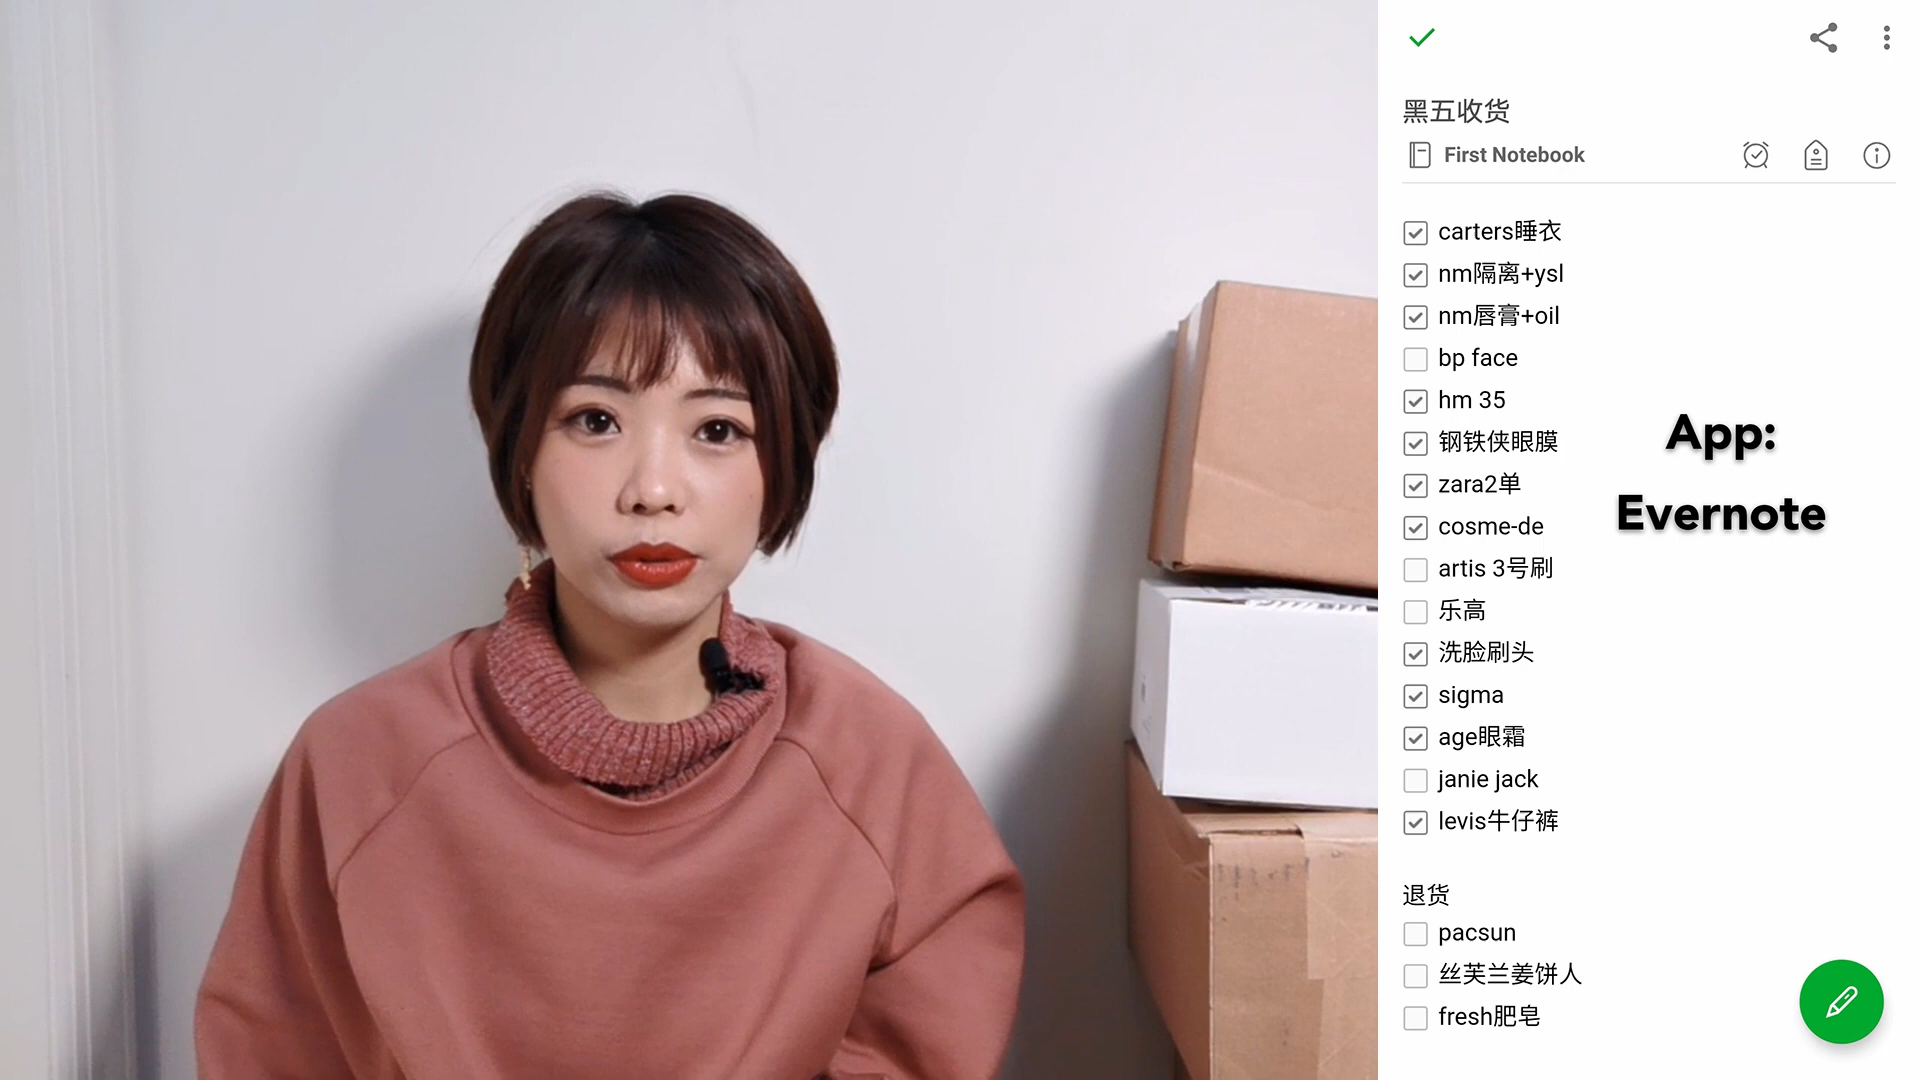 黑五收货
First Notebook
carters睡衣
nm隔离+ysl
nm唇膏+oil
bp face
hm 35
钢铁侠眼膜
zara2单
cosme-de
artis 3号刷
乐高
洗脸刷头
sigma
age眼霜
janie jack
levis牛仔裤
App:
Evernote
退货
pacsun
丝芙兰姜饼人
fresh肥皂